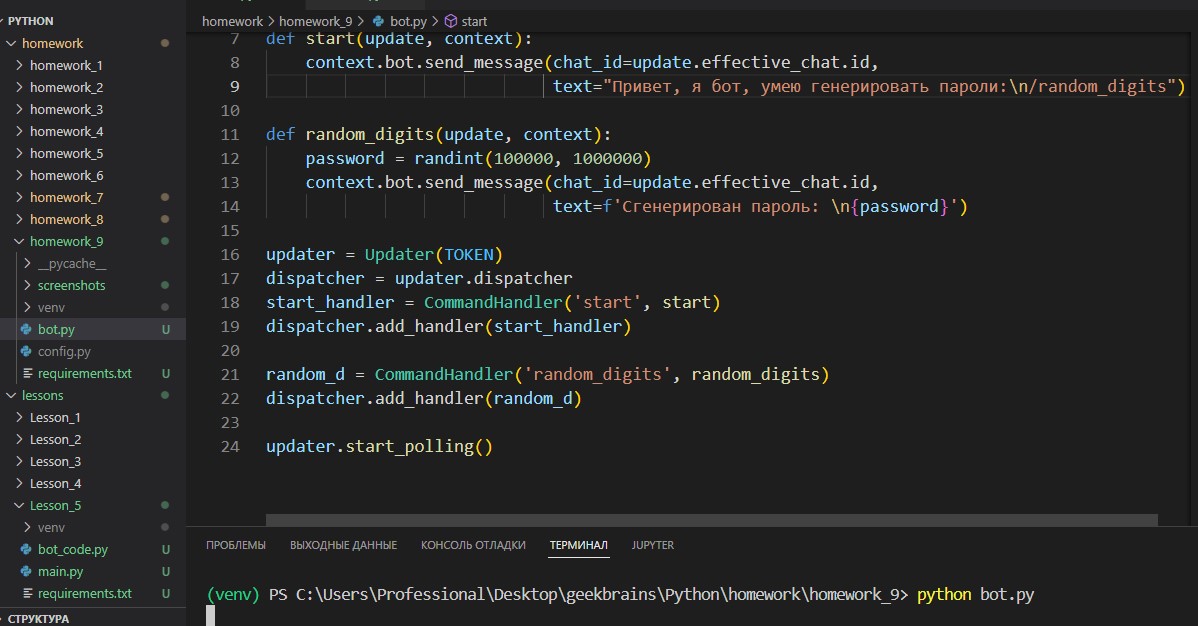 PYTHON
homework
homework_1
homework_2
homework_3
homework_4
homework_5
homework_6
homework_7
homework_8
homework_9
__pycache__
screenshots
venv
bot.py U
config.py
requirements.txt U
lessons
Lesson_1
Lesson_2
Lesson_3
Lesson_4
Lesson_5
venv
bot_code.py U
main.py U
requirements.txt U
СТРУКТУРА
homework > homework_9 > bot.py > start
7 def start(update, context):
8 context.bot.send_message(chat_id=update.effective_chat.id,
9 text="Привет, я бот, умею генерировать пароли:\n/random_digits")
10
11 def random_digits(update, context):
12 password = randint(100000, 1000000)
13 context.bot.send_message(chat_id=update.effective_chat.id,
14 text=f'Сгенерирован пароль: \n{password}')
15
16 updater = Updater(TOKEN)
17 dispatcher = updater.dispatcher
18 start_handler = CommandHandler('start', start)
19 dispatcher.add_handler(start_handler)
20
21 random_d = CommandHandler('random_digits', random_digits)
22 dispatcher.add_handler(random_d)
23
24 updater.start_polling()
ПРОБЛЕМЫ ВЫХОДНЫЕ ДАННЫЕ КОНСОЛЬ ОТЛАДКИ ТЕРМИНАЛ JUPYTER
(venv) PS C:\Users\Professional\Desktop\geekbrains\Python\homework\homework_9> python bot.py